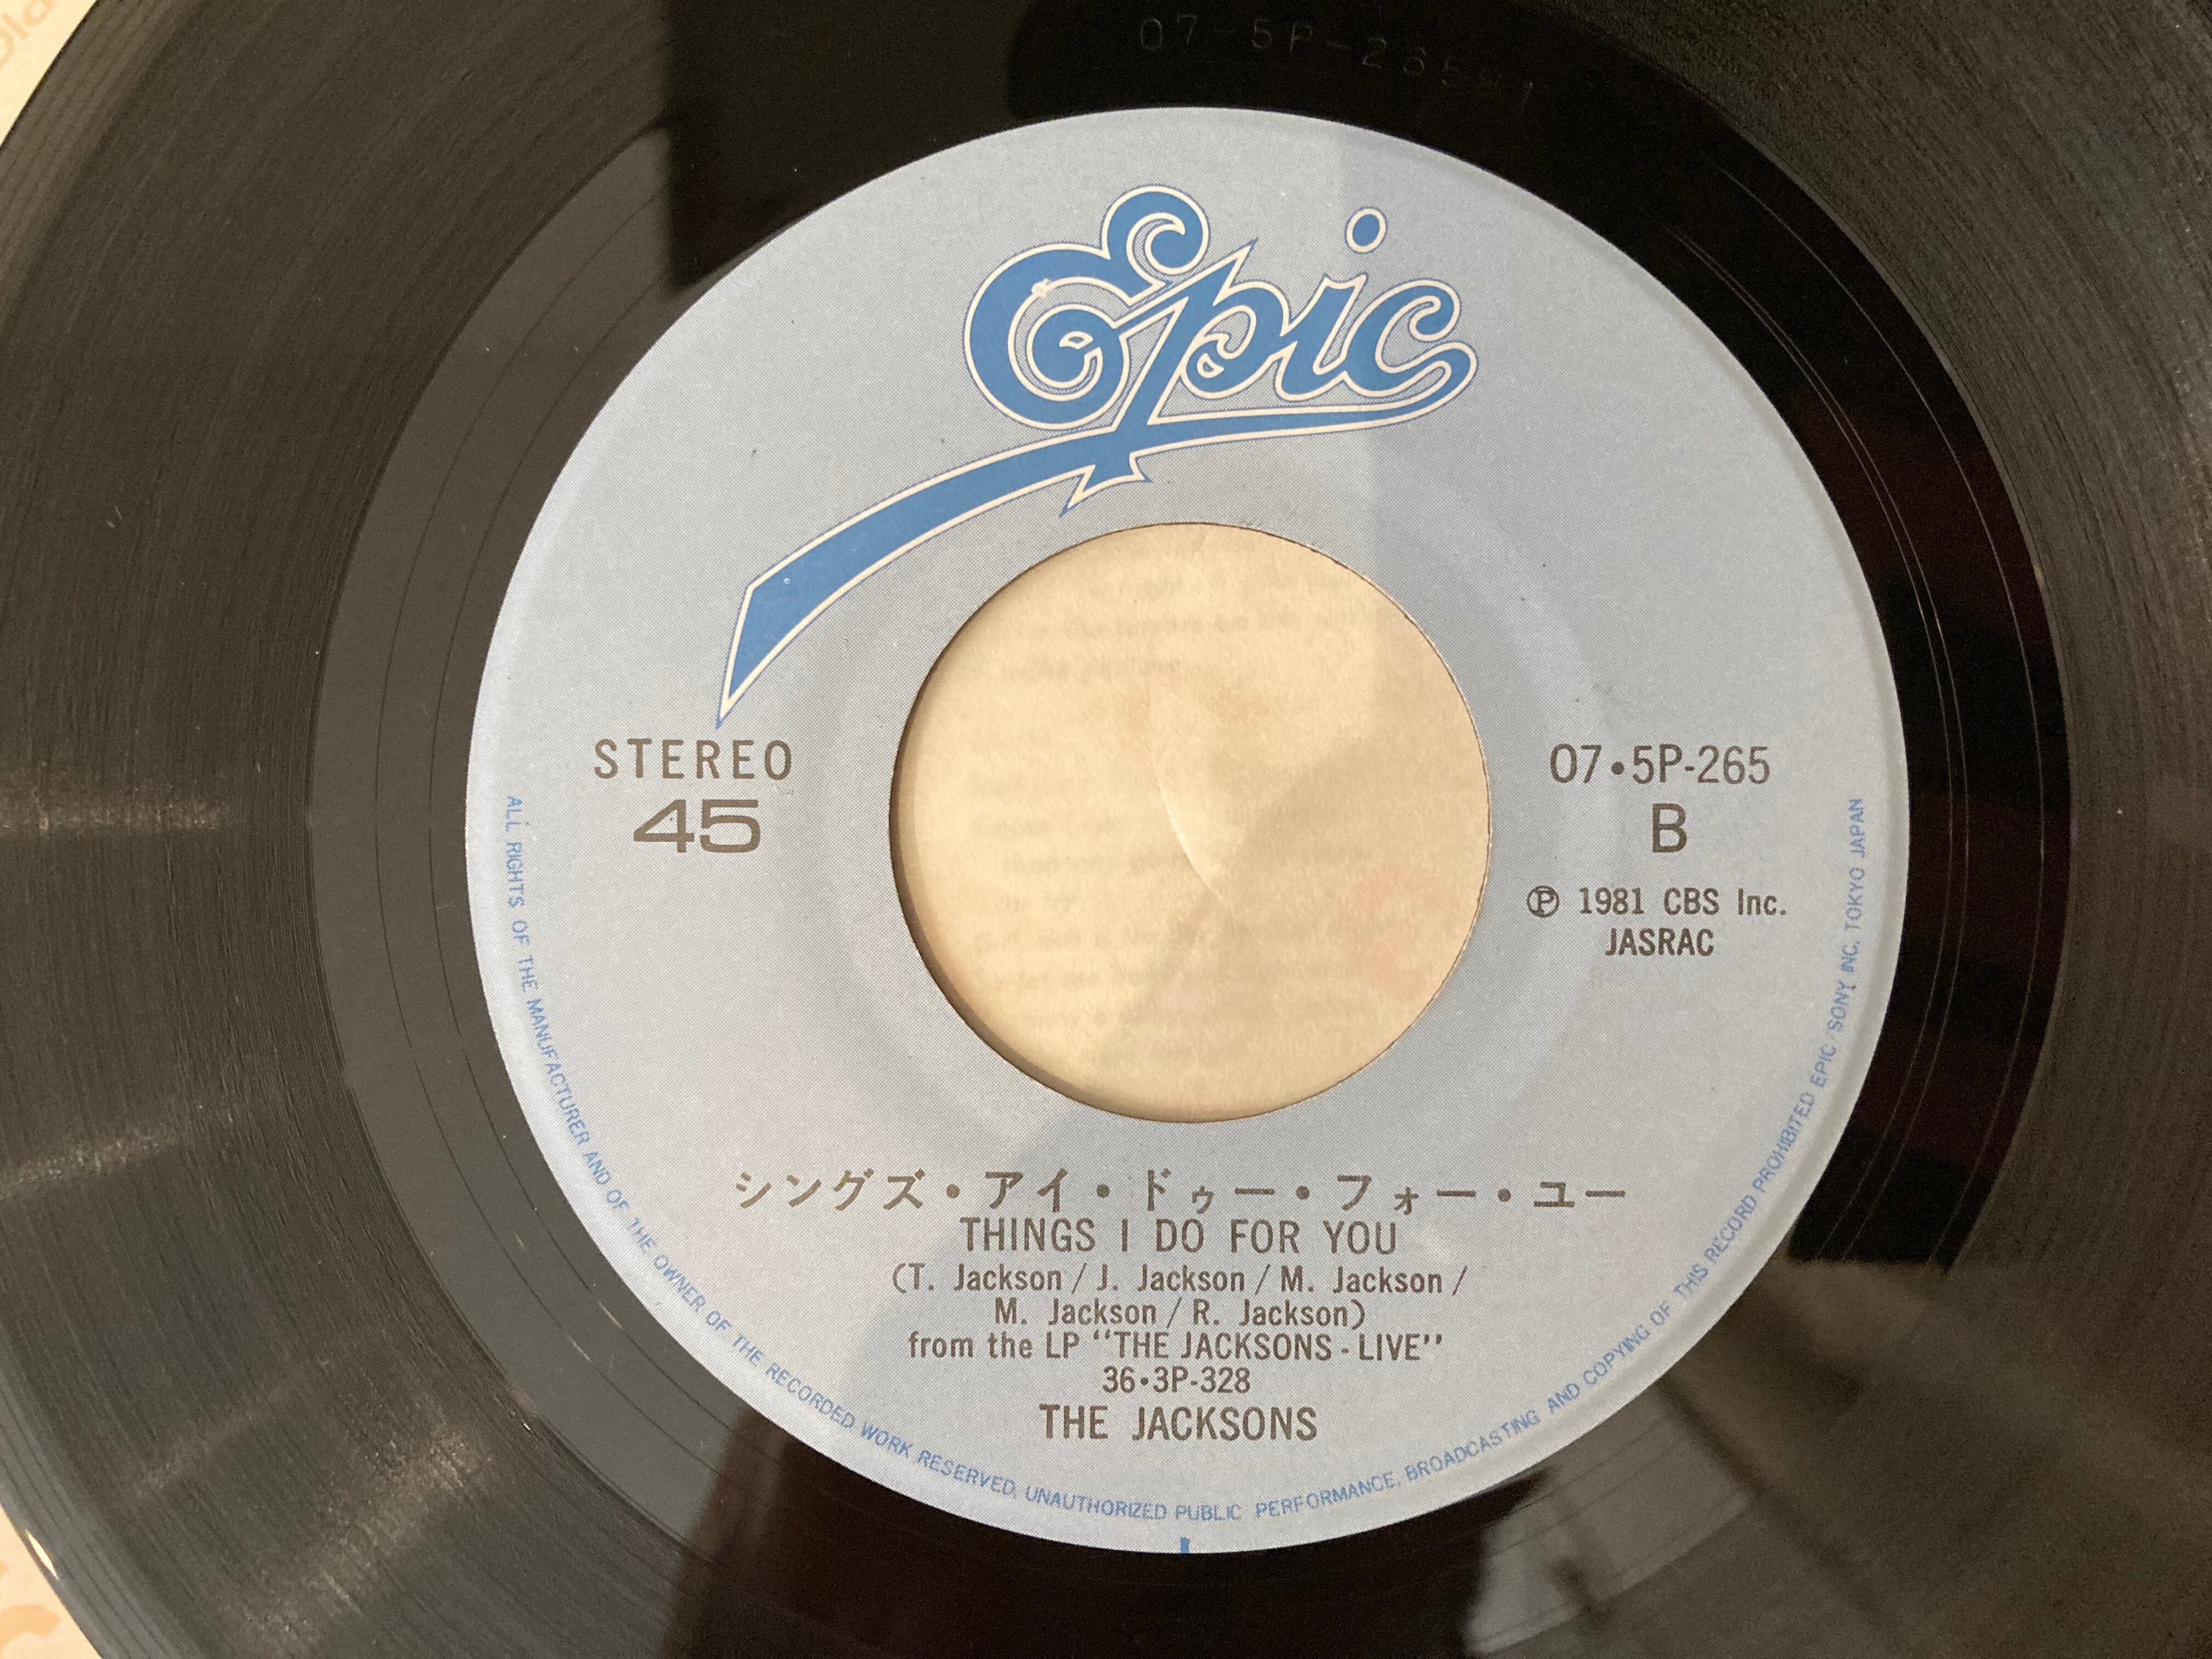 Epic
STEREO
45
07•5P-265
B
Ⓟ 1981 CBS Inc.
JASRAC
シングズ・アイ・ドゥー・フォー・ユー
THINGS I DO FOR YOU
(T. Jackson / J. Jackson / M. Jackson /
M. Jackson / R. Jackson)
from the LP “THE JACKSONS - LIVE”
36•3P-328
THE JACKSONS
ALL RIGHTS OF THE MANUFACTURER AND OF THE OWNER OF THE RECORDED WORK RESERVED, UNAUTHORIZED PUBLIC PERFORMANCE, BROADCASTING AND COPYING OF THIS RECORD PROHIBITED EPIC / SONY INC. TOKYO JAPAN